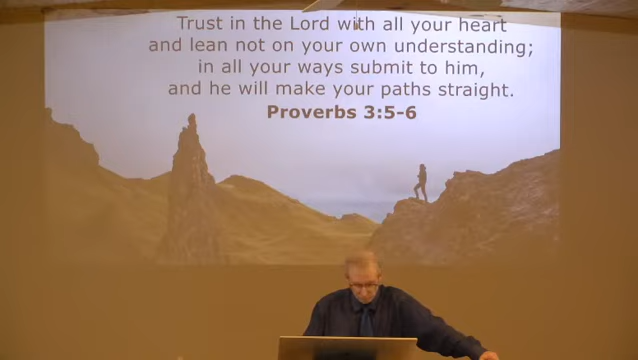 Trust in the Lord with all your heart
and lean not on your own understanding;
in all your ways submit to him,
and he will make your paths straight.
Proverbs 3:5-6